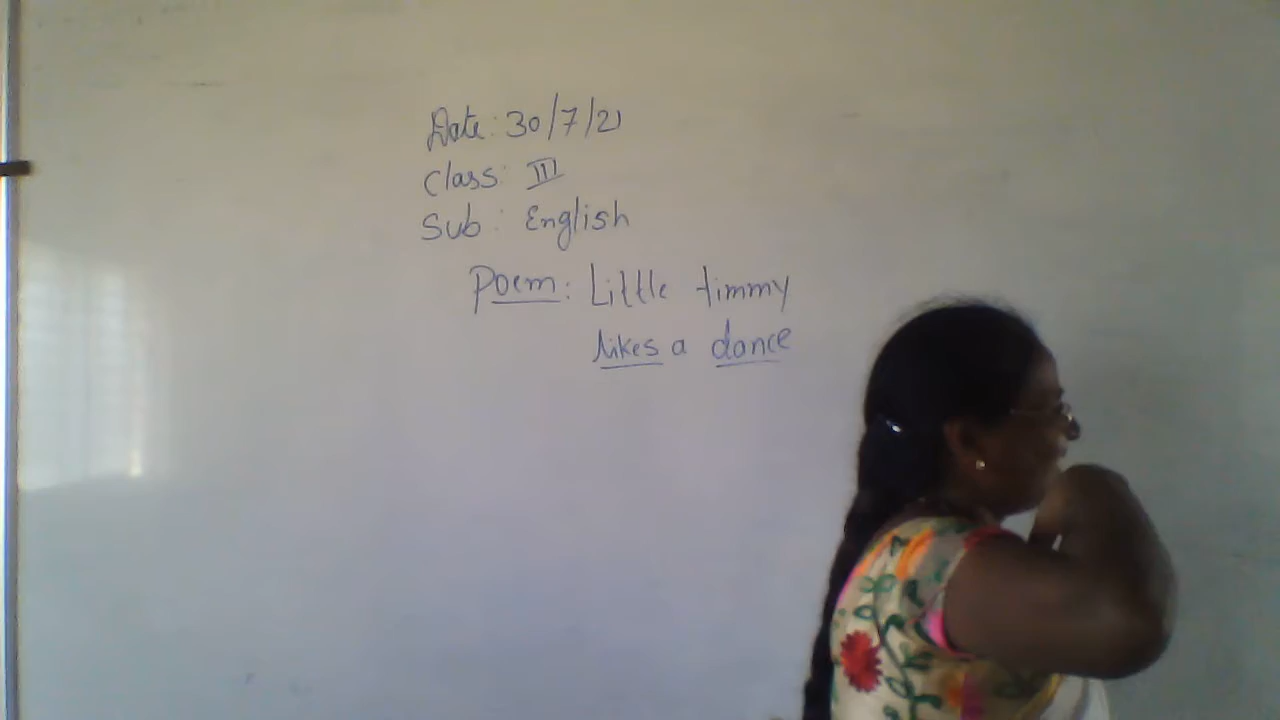 Date: 30/7/21
Class: III
Sub: English
Poem: Little timmy
likes a dance